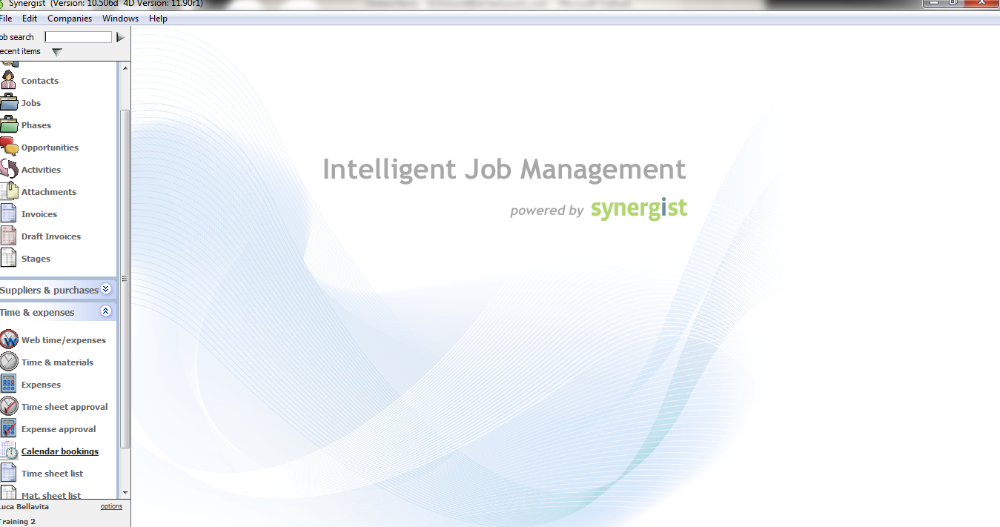 Synergist (Version: 10.506d 4D Version: 11.90r1)
File Edit Companies Windows Help
ob search
ecent items
Contacts
Jobs
Phases
Opportunities
Activities
Attachments
Invoices
Draft Invoices
Stages
Suppliers & purchases
Time & expenses
Web time/expenses
Time & materials
Expenses
Time sheet approval
Expense approval
Calendar bookings
Time sheet list
Mat. sheet list
Luca Bellavita options
Training 2
Intelligent Job Management
powered by synergist